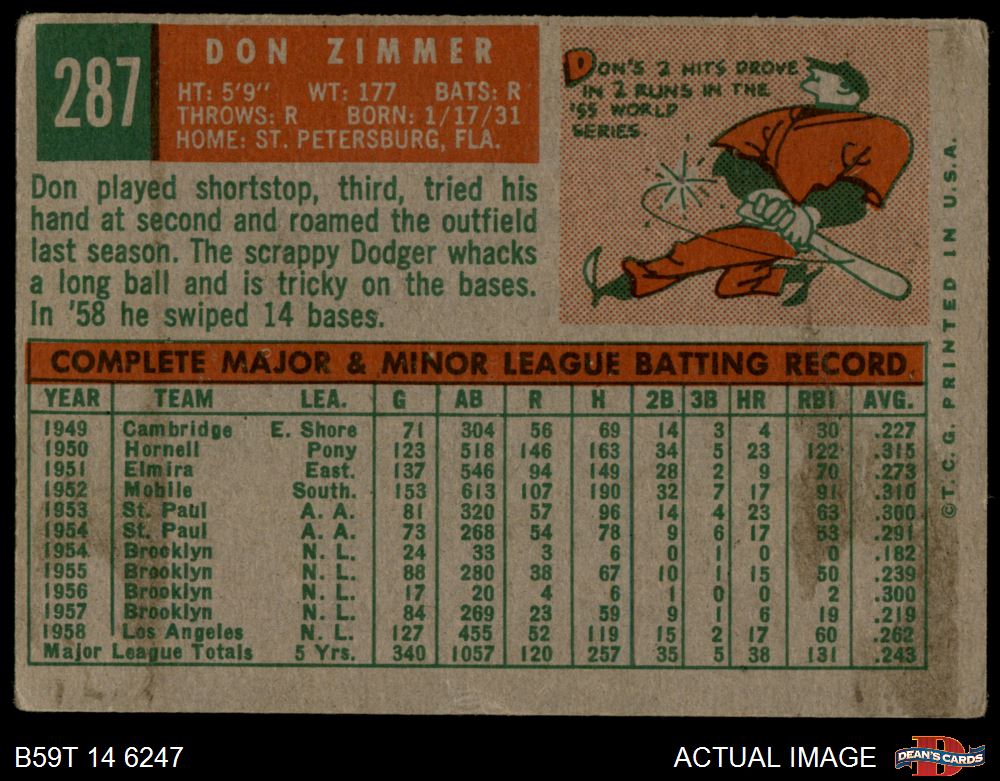 287
DON ZIMMER
HT: 5'9" WT: 177 BATS: R
THROWS: R BORN: 1/17/31
HOME: ST. PETERSBURG, FLA.
DON'S 2 HITS DROVE
IN 2 RUNS IN THE
'55 WORLD
SERIES.
Don played shortstop, third, tried his
hand at second and roamed the outfield
last season. The scrappy Dodger whacks
a long ball and is tricky on the bases.
In '58 he swiped 14 bases.
COMPLETE MAJOR & MINOR LEAGUE BATTING RECORD
YEAR TEAM LEA. G AB R H 2B 3B HR RBI AVG.
1949 Cambridge E. Shore 71 304 56 69 14 3 4 30 .227
1950 Hornell Pony 123 518 146 163 34 5 23 122 .315
1951 Elmira East. 137 546 94 149 28 2 9 70 .273
1952 Mobile South. 153 613 107 190 32 7 17 91 .310
1953 St. Paul A. A. 81 320 57 96 14 4 23 63 .300
1954 St. Paul A. A. 73 268 54 78 9 6 17 53 .291
1954 Brooklyn N. L. 24 33 3 6 0 1 0 0 .182
1955 Brooklyn N. L. 88 280 38 67 10 1 15 50 .239
1956 Brooklyn N. L. 17 20 4 6 1 0 0 2 .300
1957 Brooklyn N. L. 84 269 23 59 9 1 6 19 .219
1958 Los Angeles N. L. 127 455 52 119 15 2 17 60 .262
Major League Totals 5 Yrs. 340 1057 120 257 35 5 38 131 .243
©T.C.G. PRINTED IN U.S.A.
B59T 14 6247
ACTUAL IMAGE
D
DEAN'S CARDS